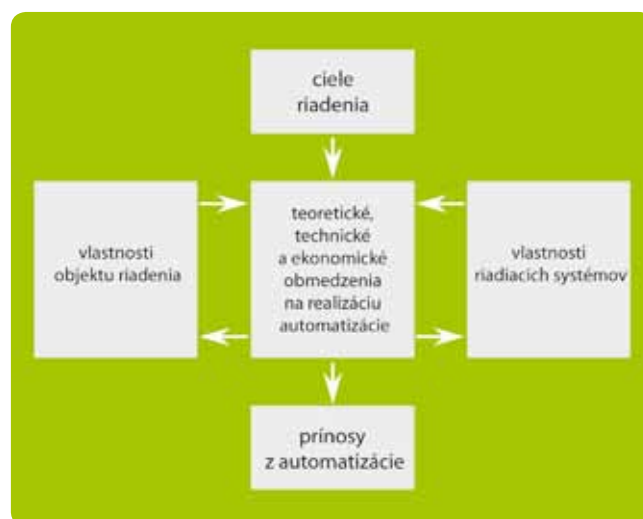 ciele
riadenia
vlastnosti
objektu riadenia
teoretické,
technické
a ekonomické
obmedzenia
na realizáciu
automatizácie
vlastnosti
riadiacich systémov
prínosy
z automatizácie